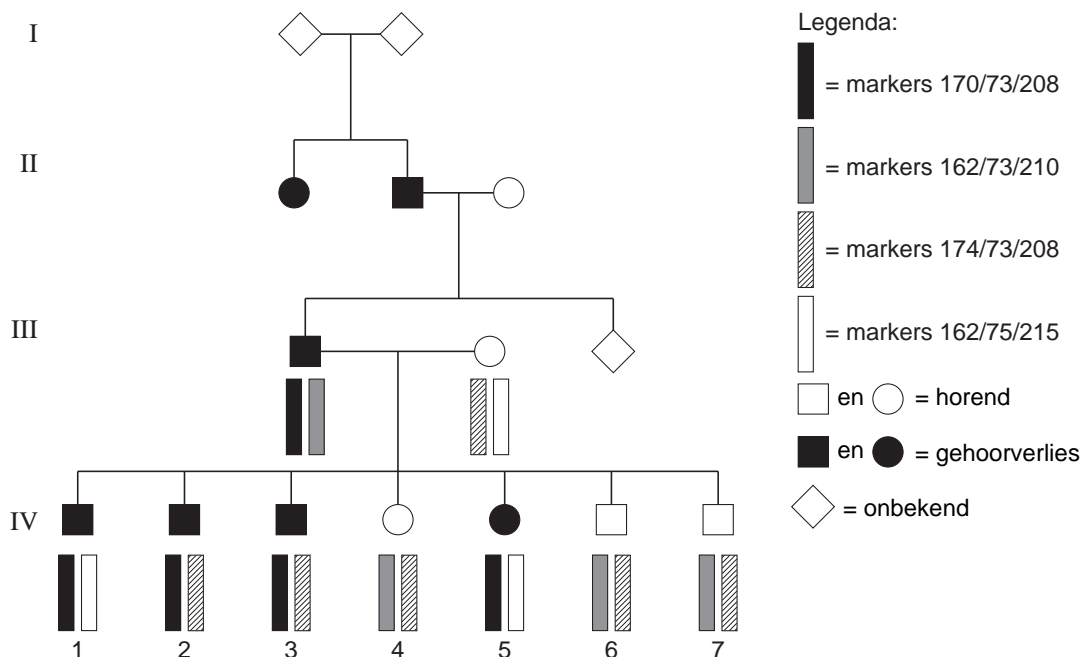 I
II
III
IV
1 2 3 4 5 6 7
Legenda:
= markers 170/73/208
= markers 162/73/210
= markers 174/73/208
= markers 162/75/215
en = horend
en = gehoorverlies
= onbekend